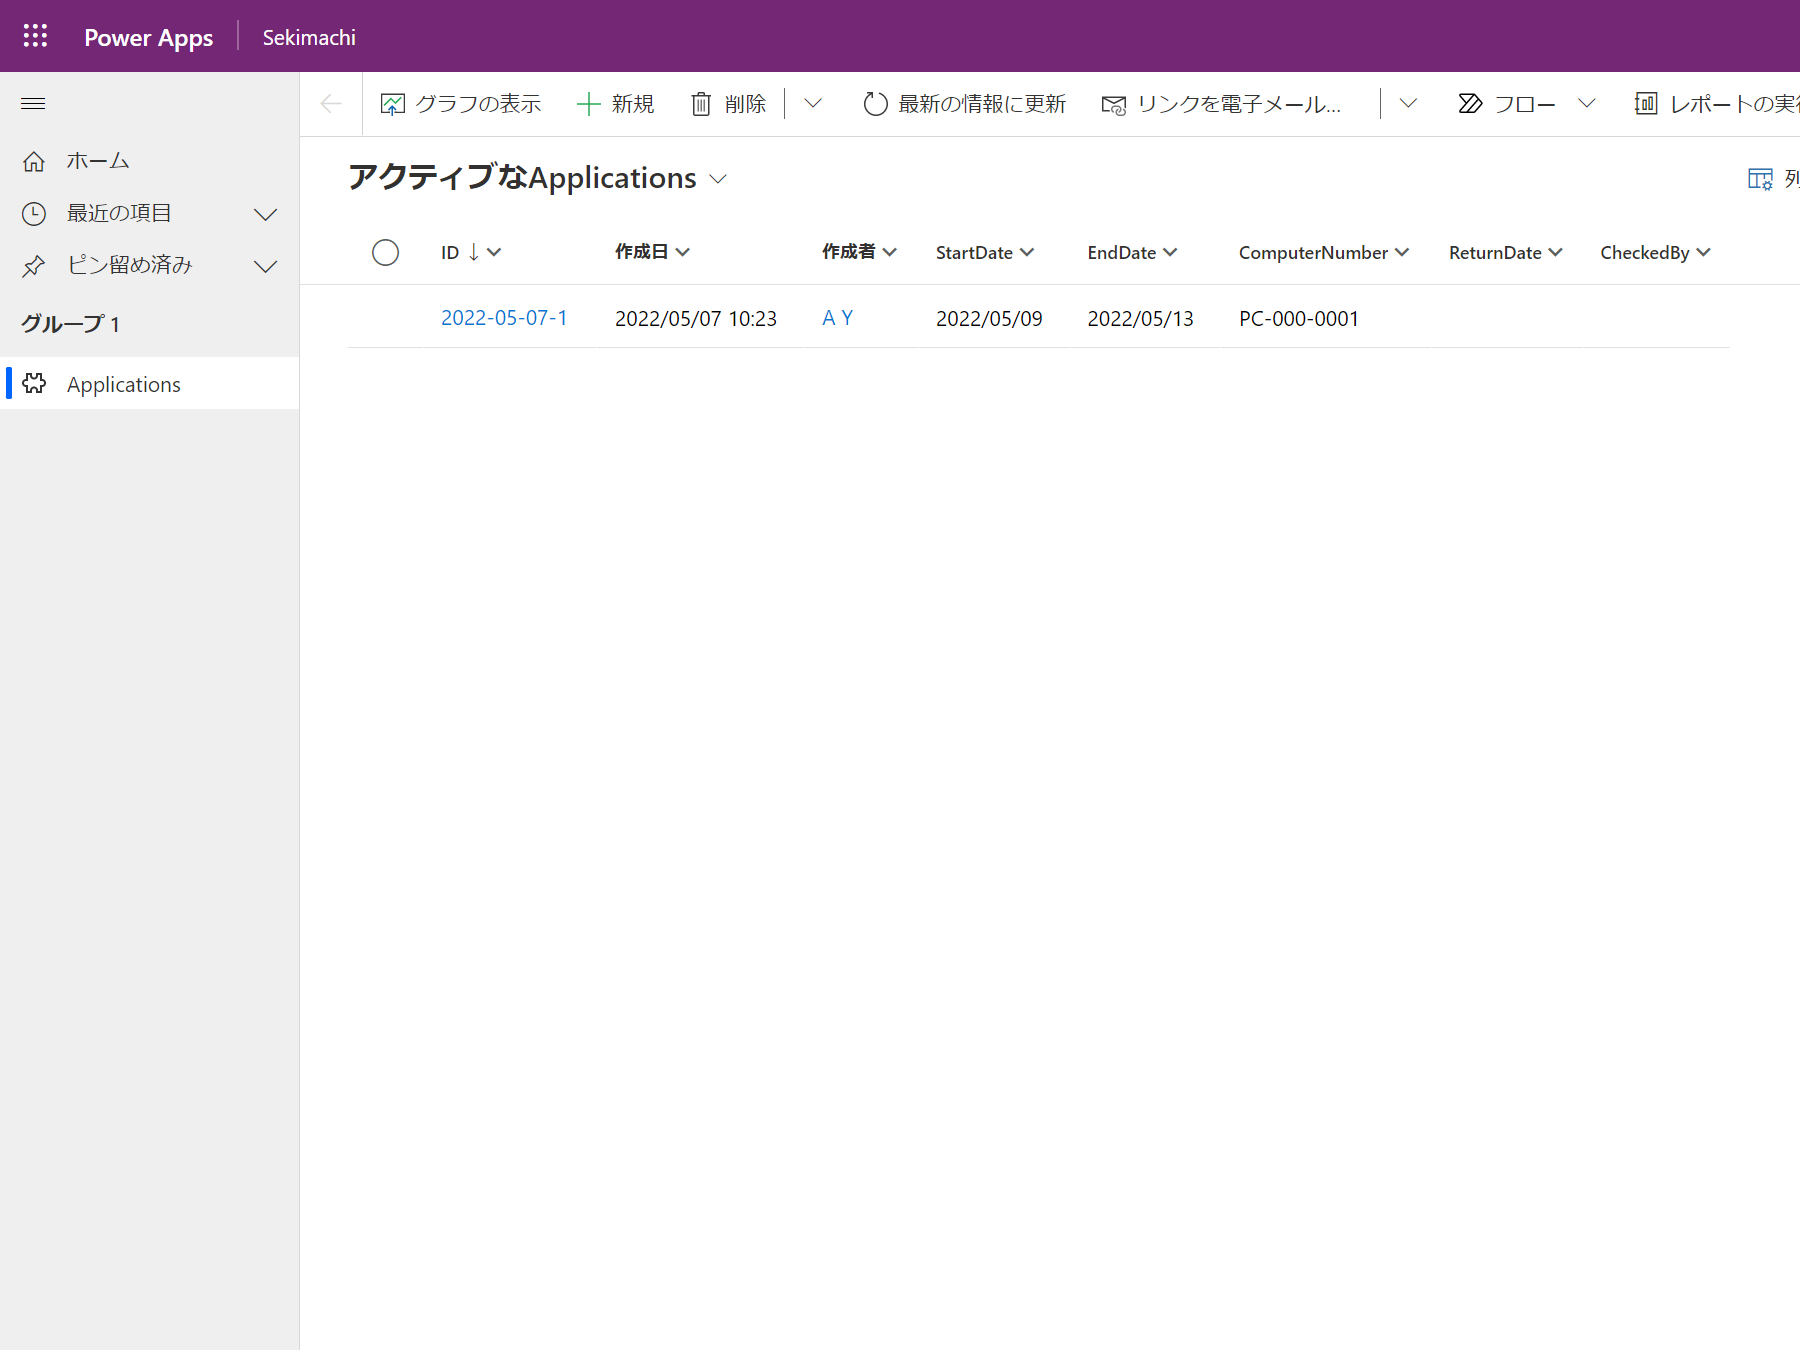 Power Apps Sekimachi
グラフの表示 新規 削除 最新の情報に更新 リンクを電子メール... フロー レポートの実
ホーム
最近の項目
ピン留め済み
グループ 1
Applications
アクティブなApplications 列
ID ↓ 作成日 作成者 StartDate EndDate ComputerNumber ReturnDate CheckedBy
2022-05-07-1 2022/05/07 10:23 A Y 2022/05/09 2022/05/13 PC-000-0001